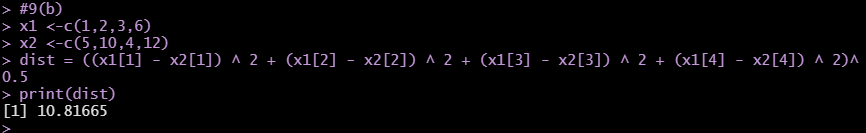 > #9(b)
> x1 <-c(1,2,3,6)
> x2 <-c(5,10,4,12)
> dist = ((x1[1] - x2[1]) ^ 2 + (x1[2] - x2[2]) ^ 2 + (x1[3] - x2[3]) ^ 2 + (x1[4] - x2[4]) ^ 2)^
0.5
> print(dist)
[1] 10.81665
>